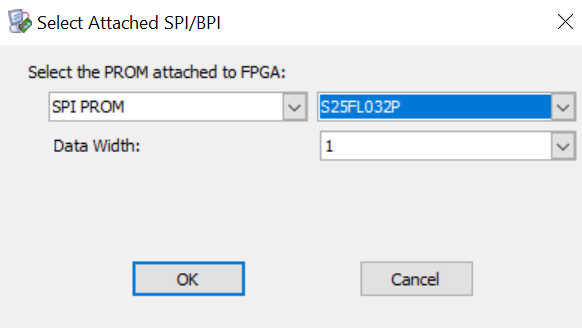 Select Attached SPI/BPI
Select the PROM attached to FPGA:
SPI PROM S25FL032P
Data Width: 1
OK Cancel